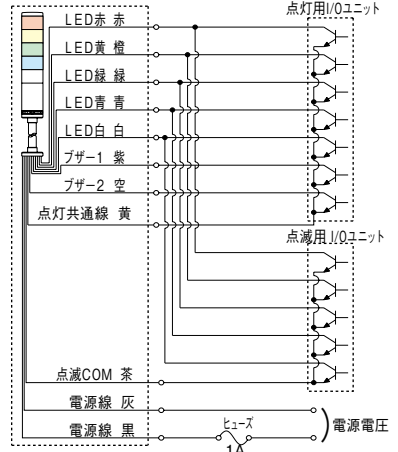 点灯用I/Oユニット
LED赤 赤
LED黄 橙
LED緑 緑
LED青 青
LED白 白
ブザー1 紫
ブザー2 空
点灯共通線 黄
点滅用I/Oユニット
点滅COM 茶
電源線 灰
電源線 黒
ヒューズ
1A
電源電圧